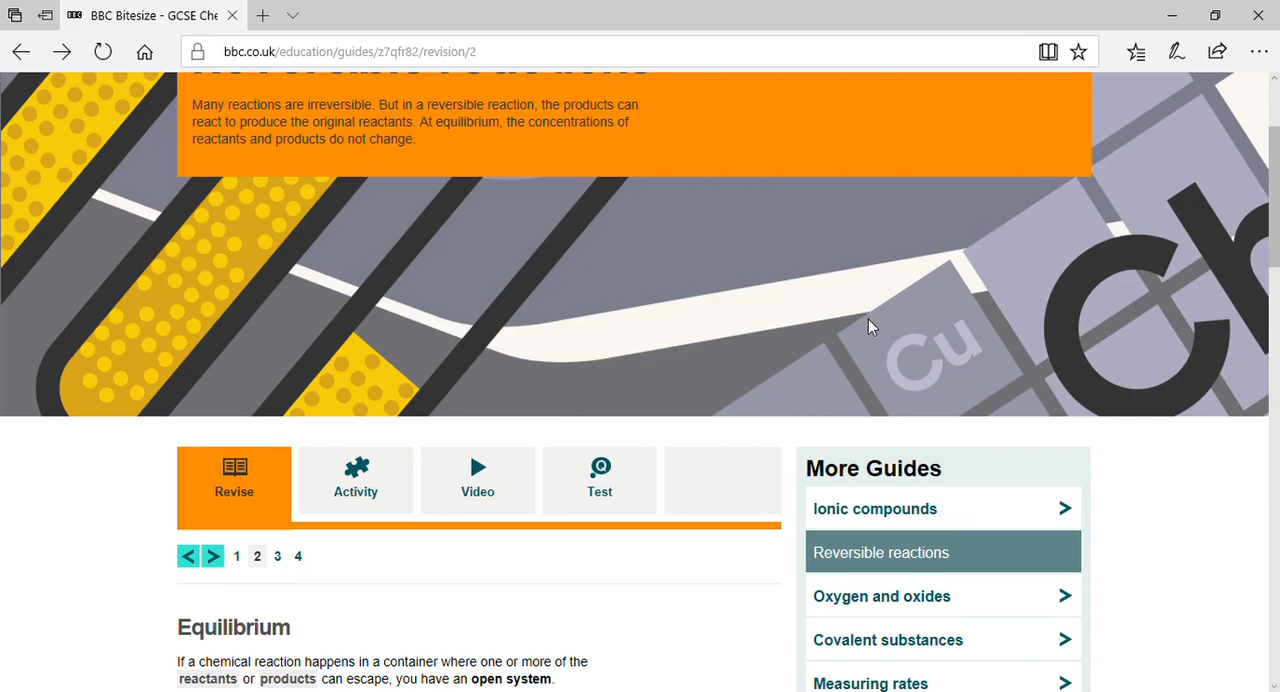 BBC BBC Bitesize - GCSE Che
bbc.co.uk/education/guides/z7qfr82/revision/2
Many reactions are irreversible. But in a reversible reaction, the products can
react to produce the original reactants. At equilibrium, the concentrations of
reactants and products do not change.
Cu
Ch
Revise
Activity
Video
Test
< > 1 2 3 4
Equilibrium
If a chemical reaction happens in a container where one or more of the
reactants or products can escape, you have an open system.
More Guides
Ionic compounds >
Reversible reactions
Oxygen and oxides >
Covalent substances >
Measuring rates >